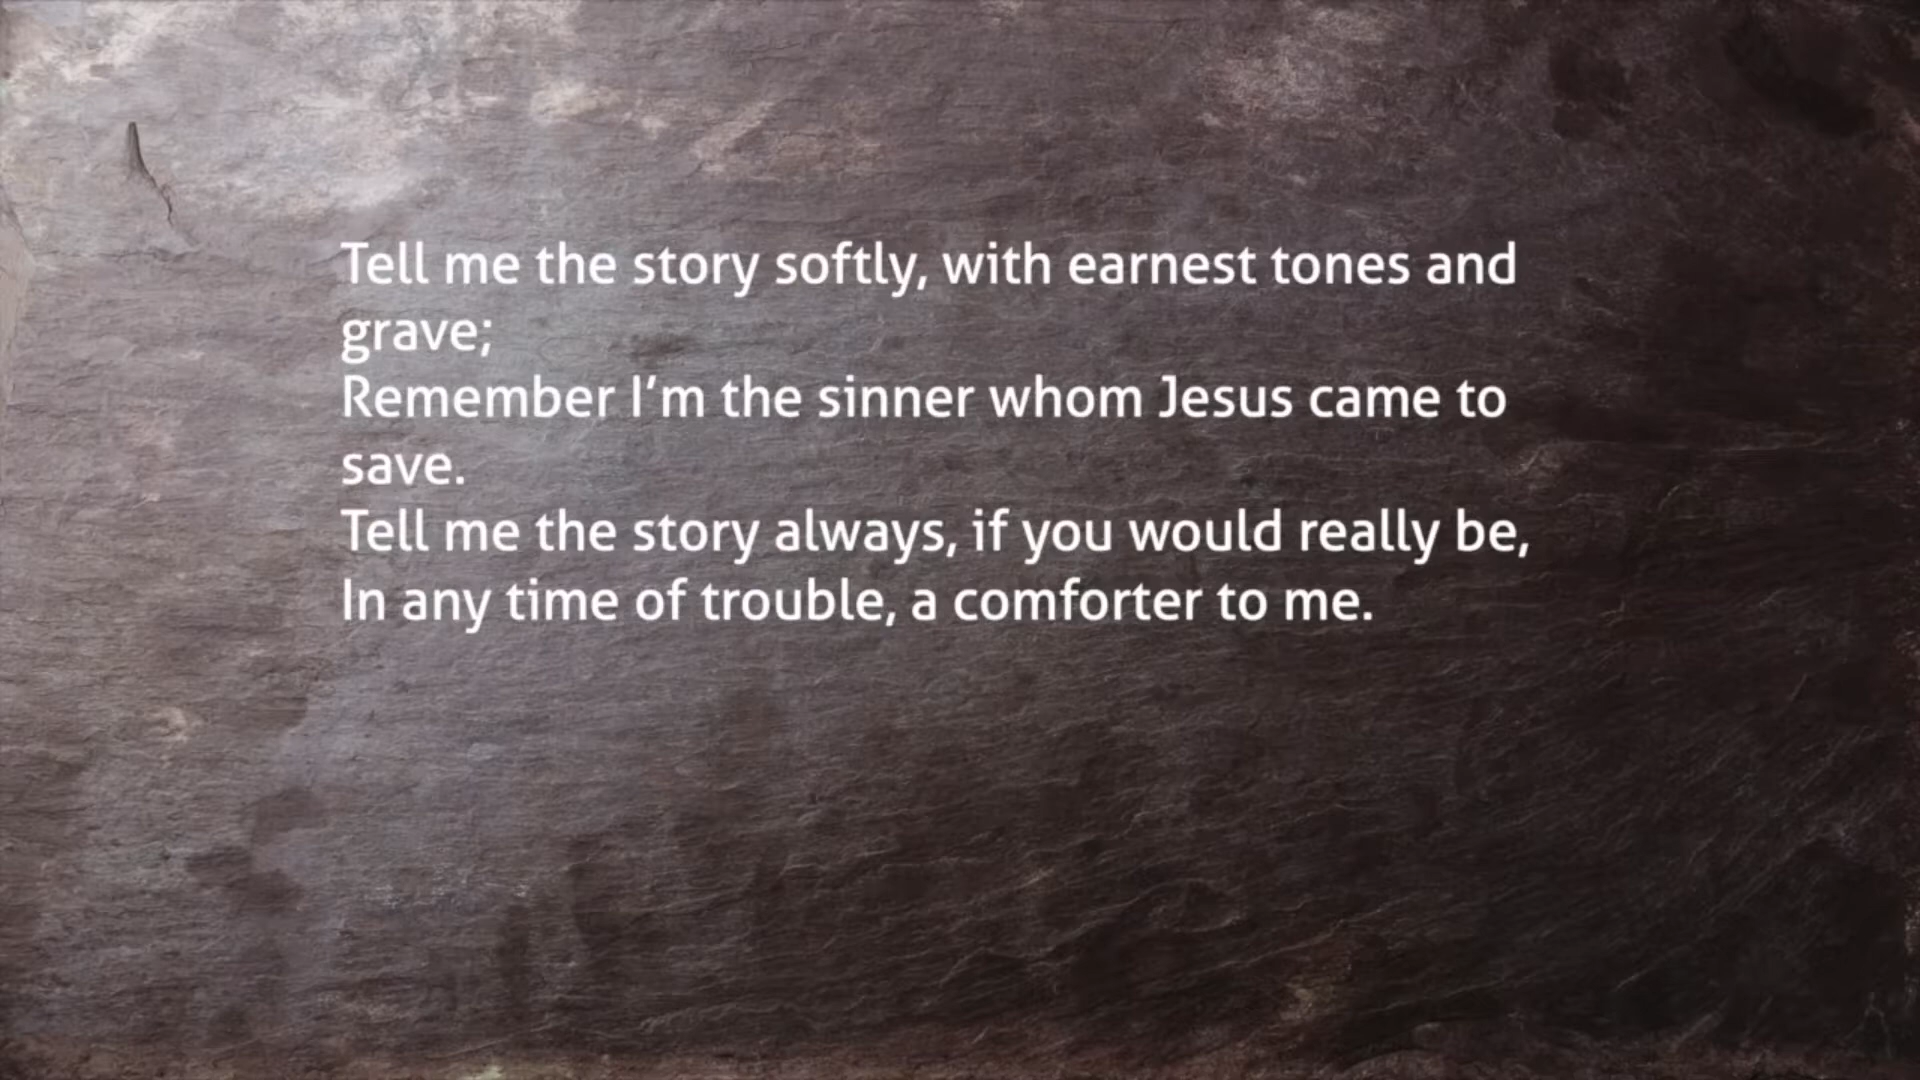 Tell me the story softly, with earnest tones and
grave;
Remember I’m the sinner whom Jesus came to
save.
Tell me the story always, if you would really be,
In any time of trouble, a comforter to me.